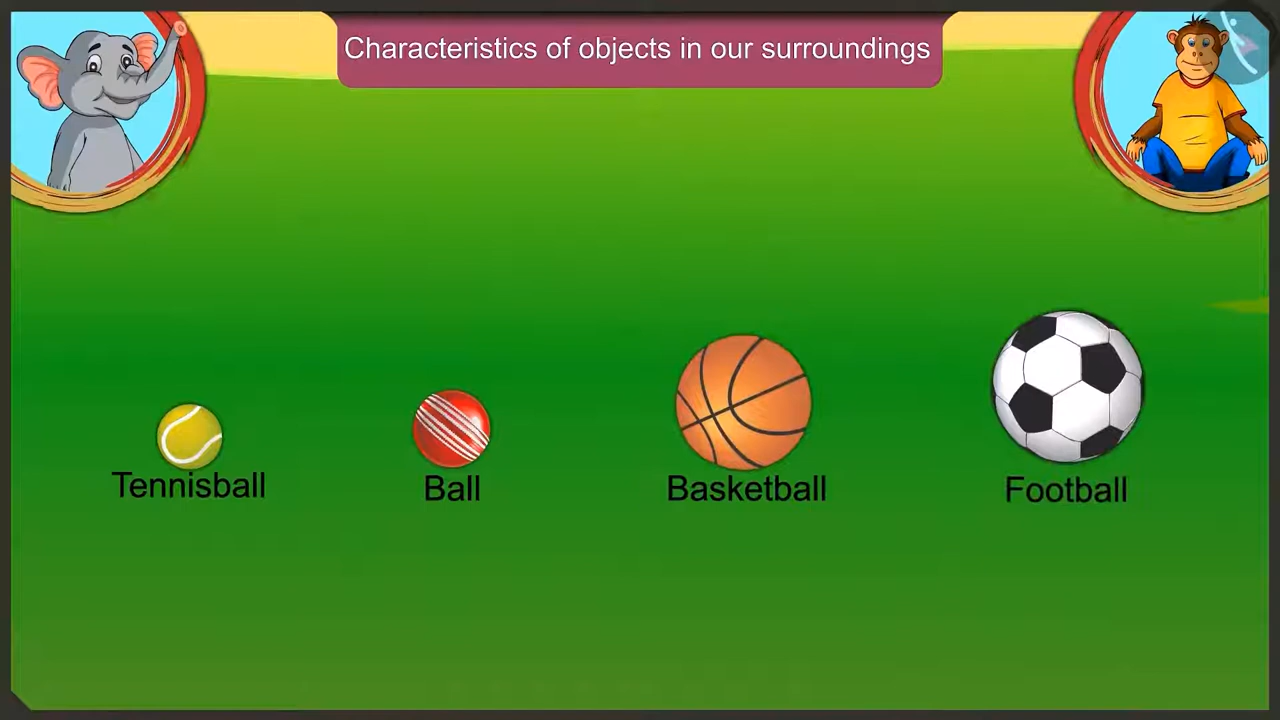 Characteristics of objects in our surroundings
Tennisball
Ball
Basketball
Football